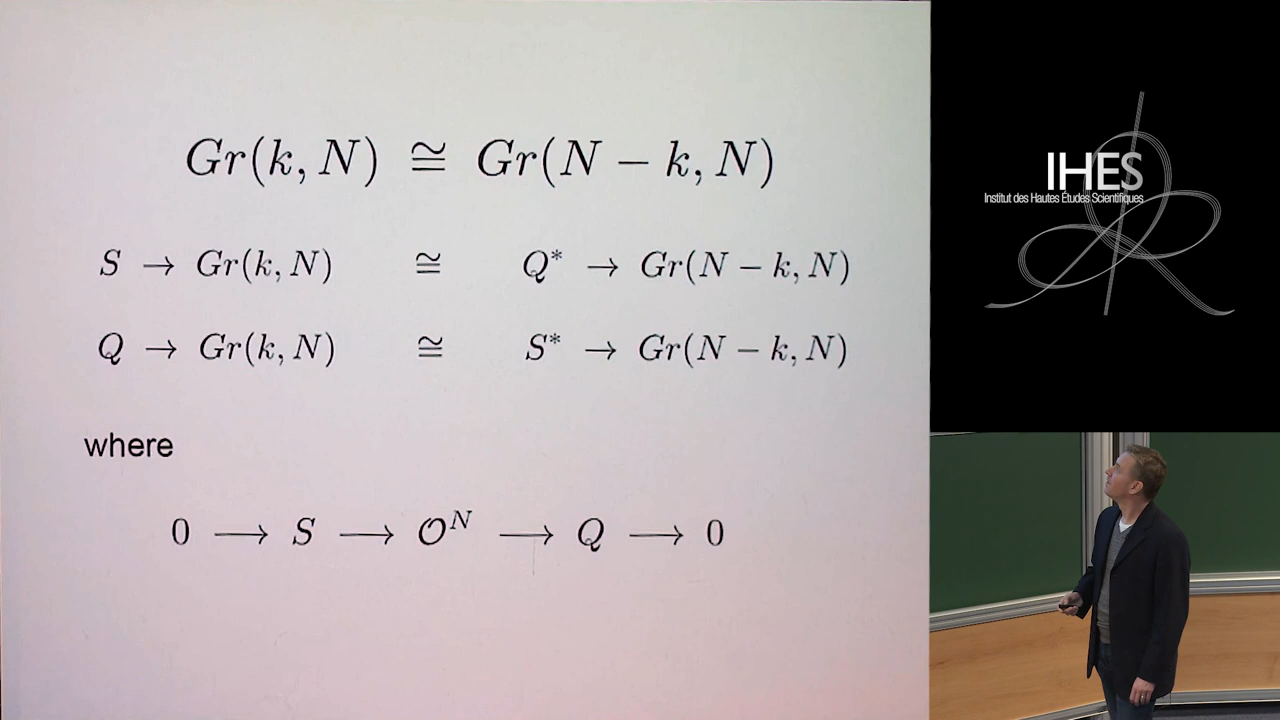 Gr(k, N) ≅ Gr(N − k, N)
S → Gr(k, N) ≅ Q* → Gr(N − k, N)
Q → Gr(k, N) ≅ S* → Gr(N − k, N)
where
0 ⟶ S ⟶ 𝒪^N ⟶ Q ⟶ 0
IHES
Institut des Hautes Études Scientifiques